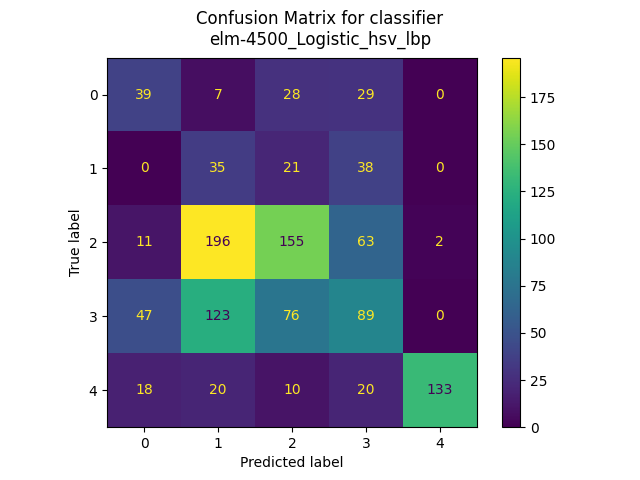 Confusion Matrix for classifier
elm-4500_Logistic_hsv_lbp
True label
0 39 7 28 29 0
1 0 35 21 38 0
2 11 196 155 63 2
3 47 123 76 89 0
4 18 20 10 20 133
0 1 2 3 4
Predicted label
175
150
125
100
75
50
25
0